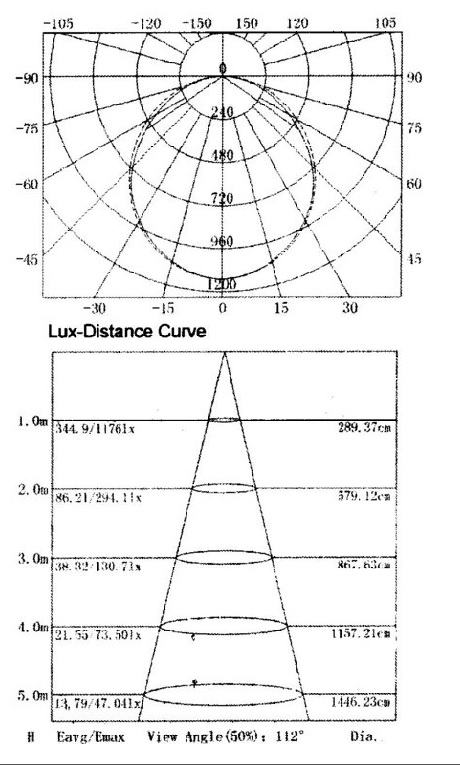 -105 -120 -150 150 120 105
0
-90 90
240
-75 75
480
-60 60
720
960
-45 45
1200
-30 -15 0 15 30
Lux-Distance Curve
1.0m
344.9/1176lx 289.37cm
2.0m
86.21/294.1lx 579.12cm
3.0m
38.32/130.7lx 867.63cm
4.0m
21.55/73.50lx 1157.21cm
5.0m
13.79/47.04lx 1446.23cm
H Eavg/Emax View Angle(50%): 112° Dia.